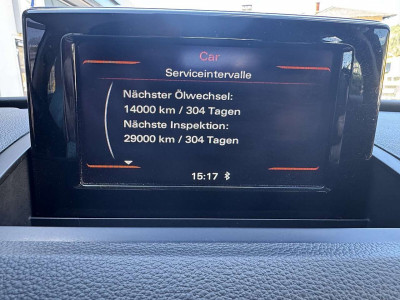 Car
Serviceintervalle
Nächster Ölwechsel:
14000 km / 304 Tagen
Nächste Inspektion:
29000 km / 304 Tagen
15:17